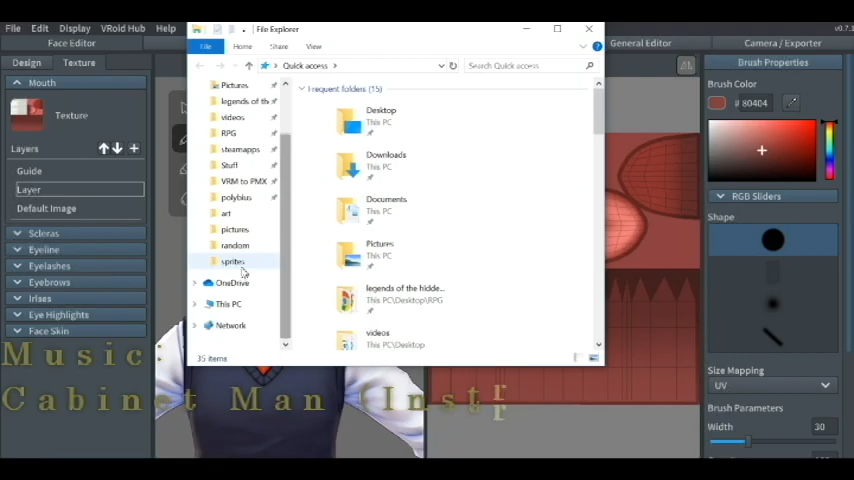 File Edit Display VRoid Hub Help
File Explorer
v0.7.
Face Editor
General Editor
Camera / Exporter
Design Texture
File Home Share View
Quick access
Search Quick access
Mouth
Texture
Layers
Guide
Layer
Default Image
Scleras
Eyeline
Eyelashes
Eyebrows
Irises
Eye Highlights
Face Skin
Pictures
legends of th
videos
RPG
steamapps
Stuff
VRM to PMX
polybius
art
pictures
random
sprites
OneDrive
This PC
Network
35 items
Frequent folders (15)
Desktop
This PC
Downloads
This PC
Documents
This PC
Pictures
This PC
legends of the hidde...
This PC\Desktop\RPG
videos
This PC\Desktop
Brush Properties
Brush Color
# 80404
RGB Sliders
Shape
Size Mapping
UV
Brush Parameters
Width 30
Music:
Cabinet Man (Instr